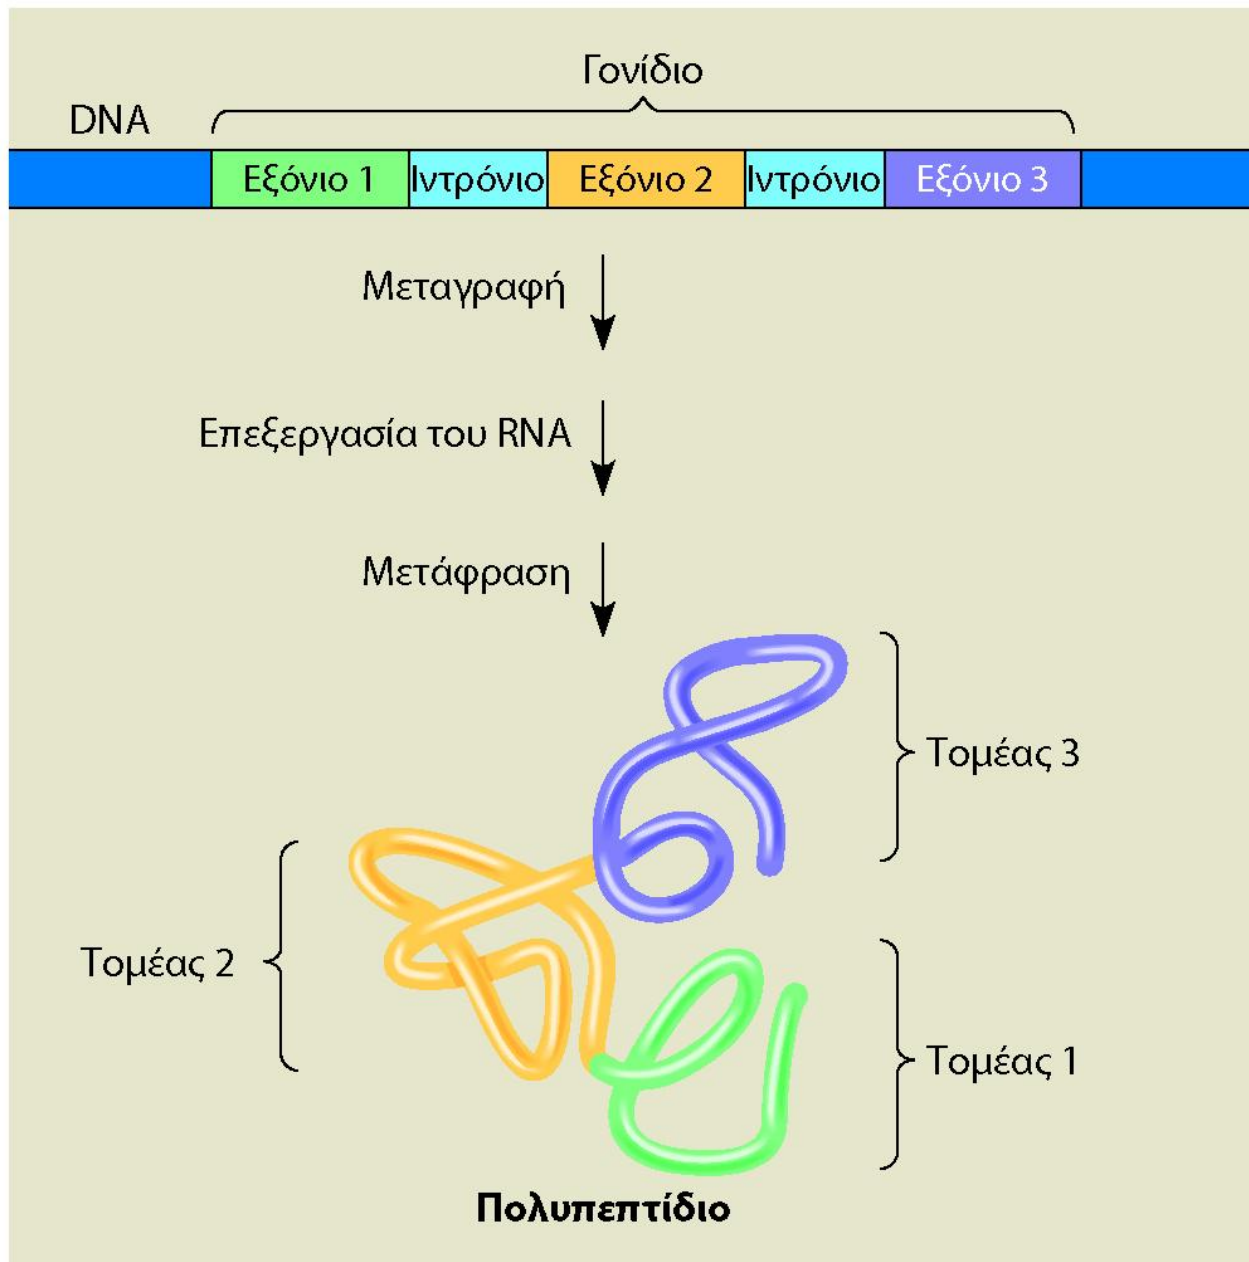 Γονίδιο
DNA
Εξόνιο 1 Ιντρόνιο Εξόνιο 2 Ιντρόνιο Εξόνιο 3
Μεταγραφή
Επεξεργασία του RNA
Μετάφραση
Τομέας 3
Τομέας 2
Τομέας 1
Πολυπεπτίδιο